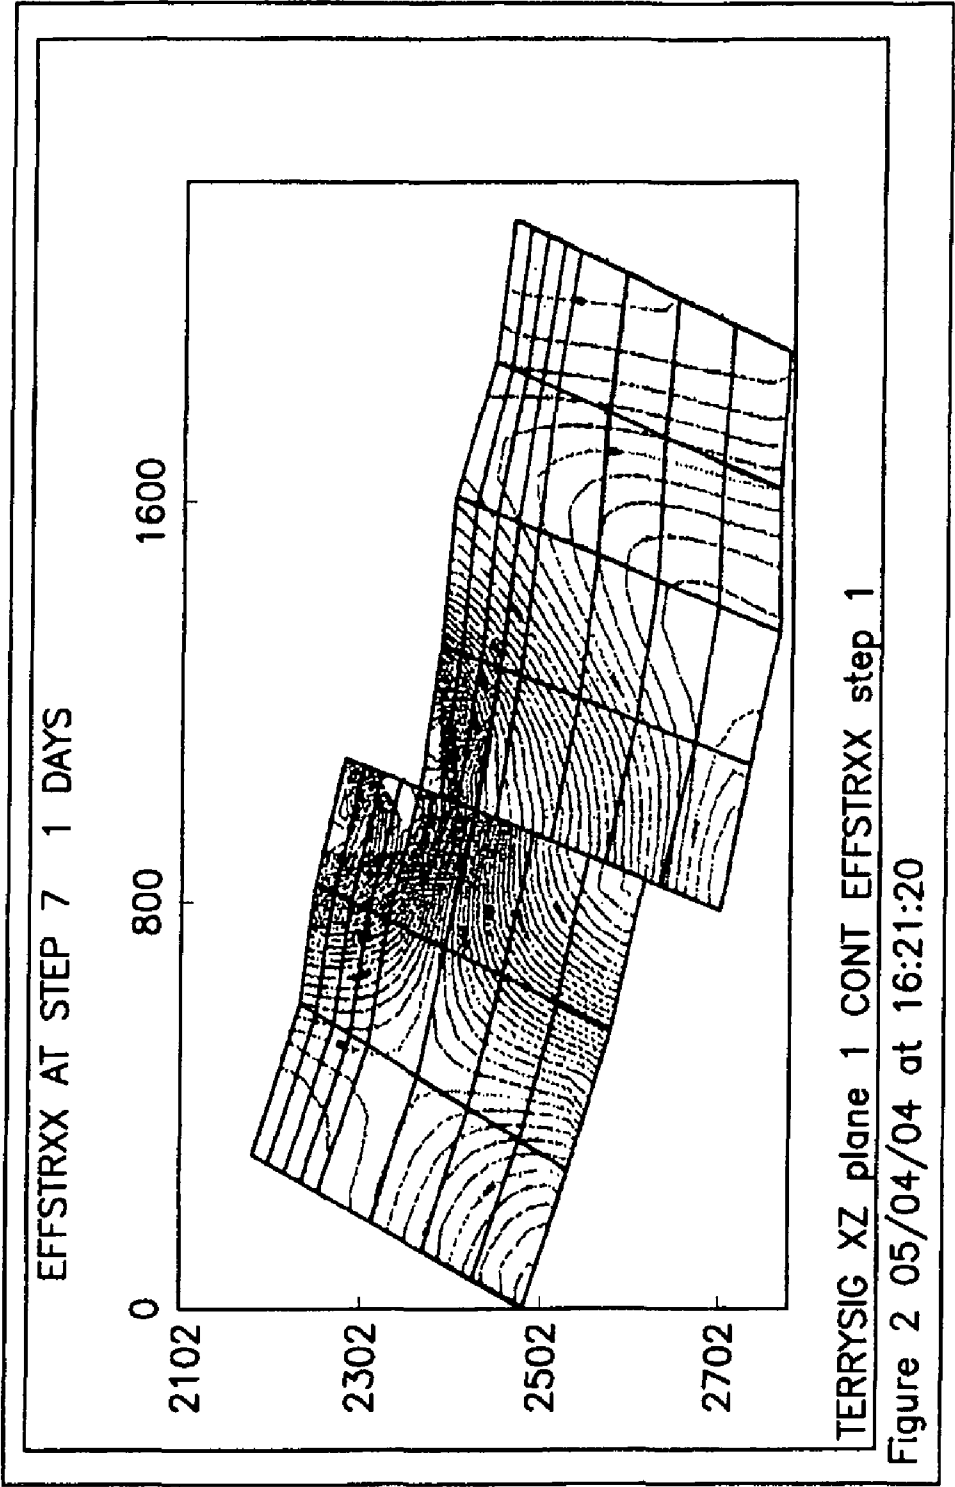 EFFSTRXX AT STEP 7 1 DAYS
0
800
1600
2102
2302
2502
2702
TERRYSIG XZ plane 1 CONT EFFSTRXX step 1
Figure 2 05/04/04 at 16:21:20